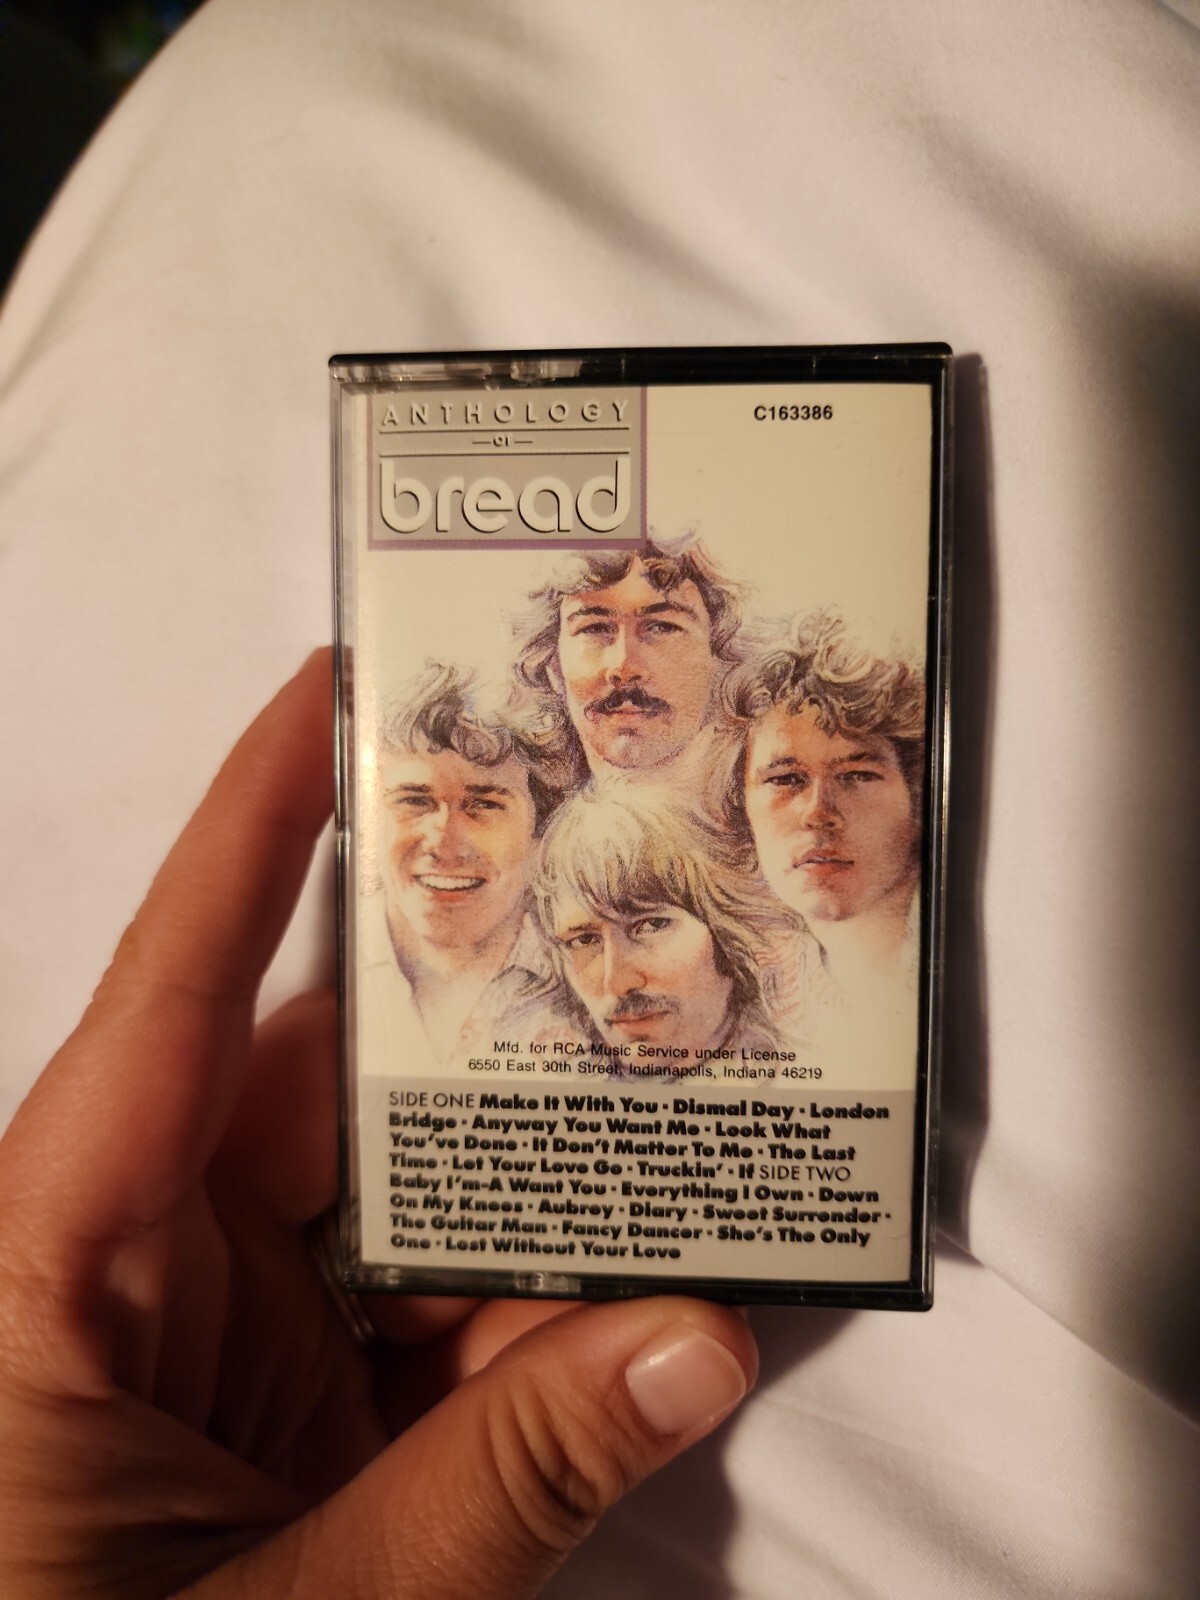 ANTHOLOGY
OF
bread
C163386
Mfd. for RCA Music Service under License
6550 East 30th Street, Indianapolis, Indiana 46219
SIDE ONE Make It With You · Dismal Day · London
Bridge · Anyway You Want Me · Look What
You've Done · It Don't Matter To Me · The Last
Time · Let Your Love Go · Truckin' · If SIDE TWO
Baby I'm-A Want You · Everything I Own · Down
On My Knees · Aubrey · Diary · Sweet Surrender ·
The Guitar Man · Fancy Dancer · She's The Only
One · Lost Without Your Love